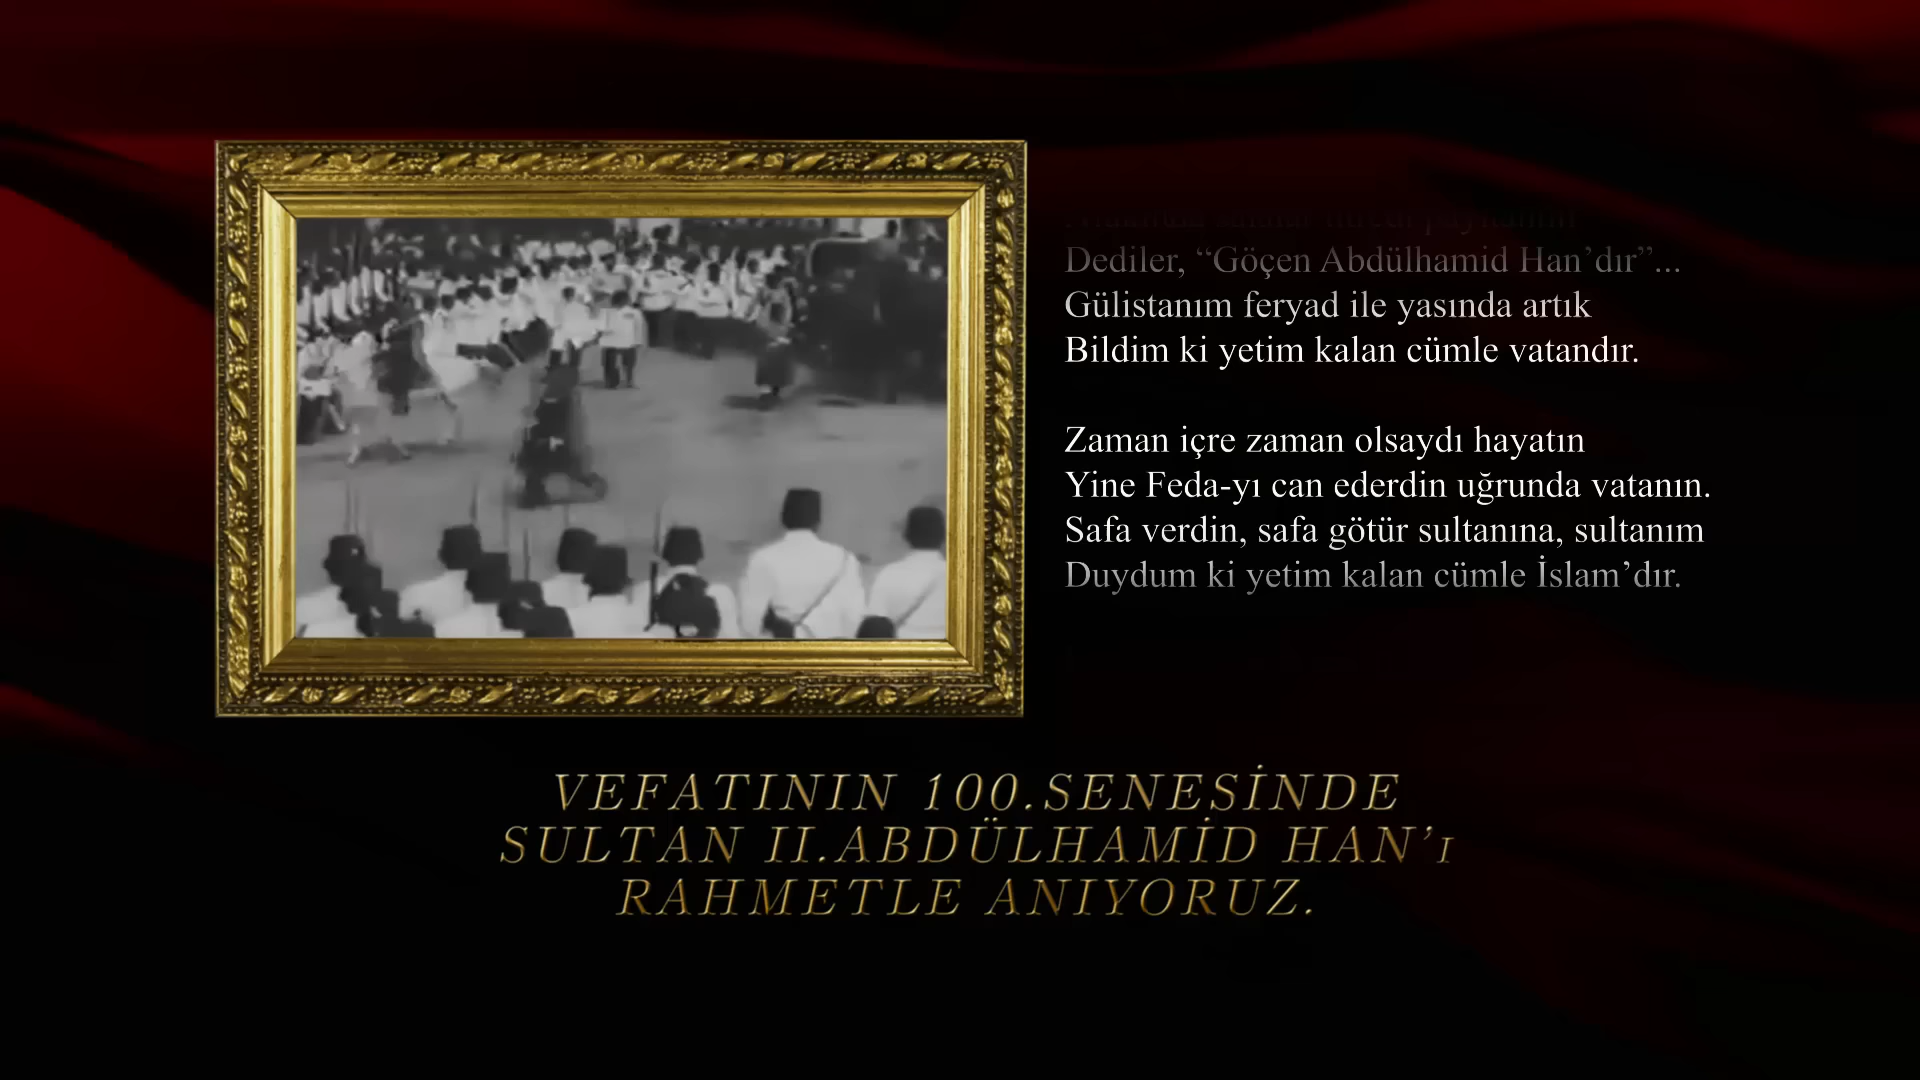 Dediler, “Göçen Abdülhamid Han’dır”...
Gülistanım feryad ile yasında artık
Bildim ki yetim kalan cümle vatandır.
Zaman içre zaman olsaydı hayatın
Yine Feda-yı can ederdin uğrunda vatanın.
Safa verdin, safa götür sultanına, sultanım
Duydum ki yetim kalan cümle İslam’dır.
VEFATININ 100.SENESİNDE
SULTAN II.ABDÜLHAMİD HAN’ı
RAHMETLE ANIYORUZ.